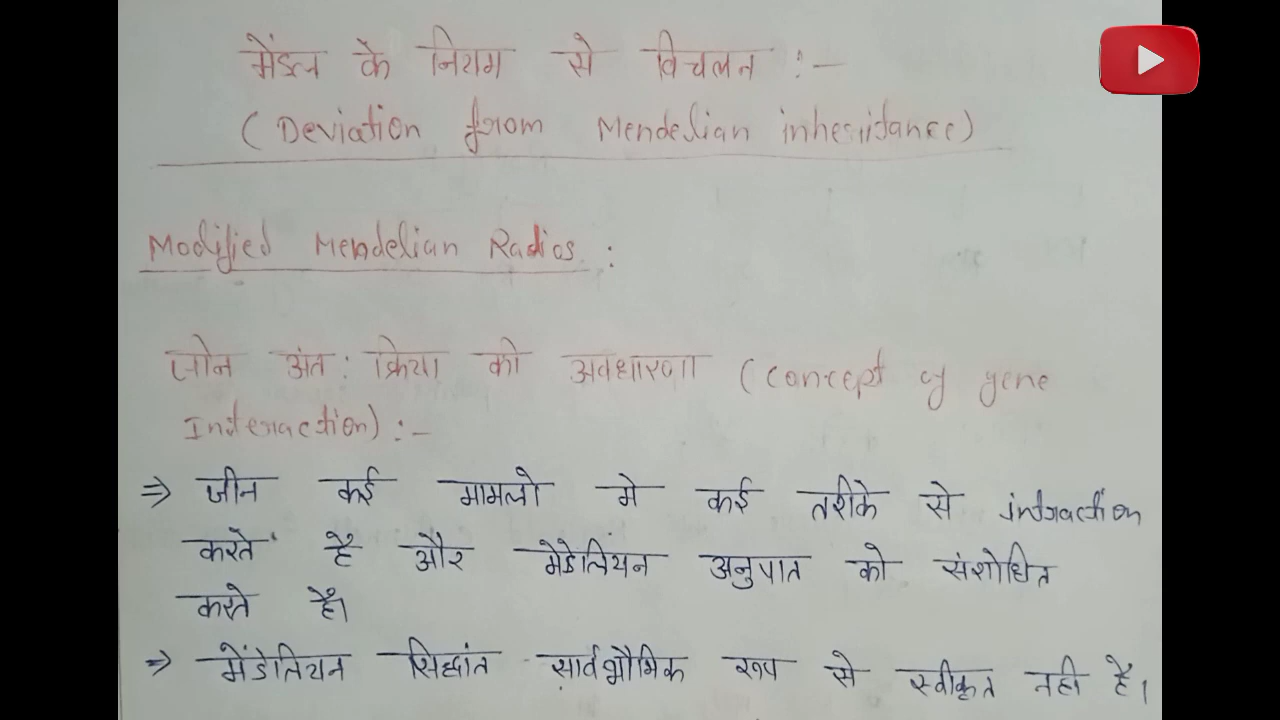 मेंडल के नियम से विचलन :-
(Deviation from Mendelian inheritance)
Modified Mendelian Radios :
जीन अंत: क्रिया की अवधारणा (concept of gene
Interaction) :-
⇒ जीन कई मामलो मे कई तरीके से intraction
करते है और मेंडेलियन अनुपात को संशोधित
करते है।
⇒ मेंडेलियन सिद्धांत सार्वभौमिक रूप से स्वीकृत नही है।